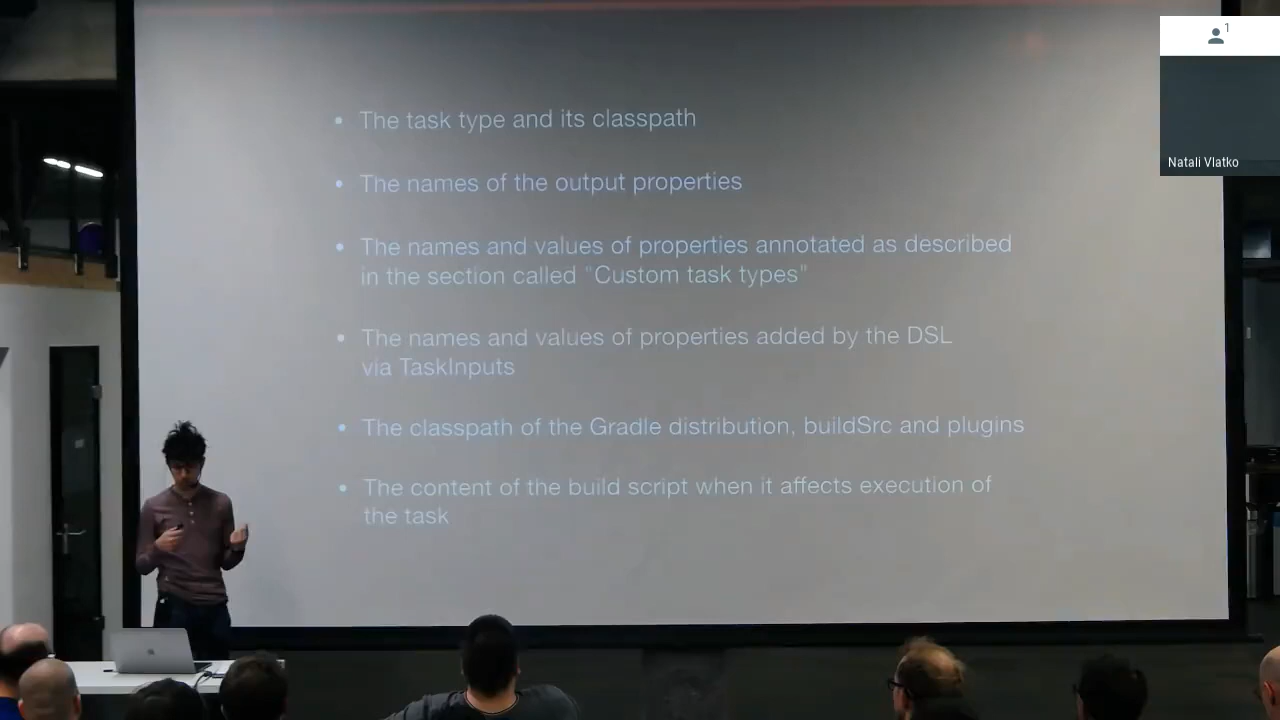 1
Natali Vlatko
• The task type and its classpath
• The names of the output properties
• The names and values of properties annotated as described
in the section called "Custom task types"
• The names and values of properties added by the DSL
via TaskInputs
• The classpath of the Gradle distribution, buildSrc and plugins
• The content of the build script when it affects execution of
the task